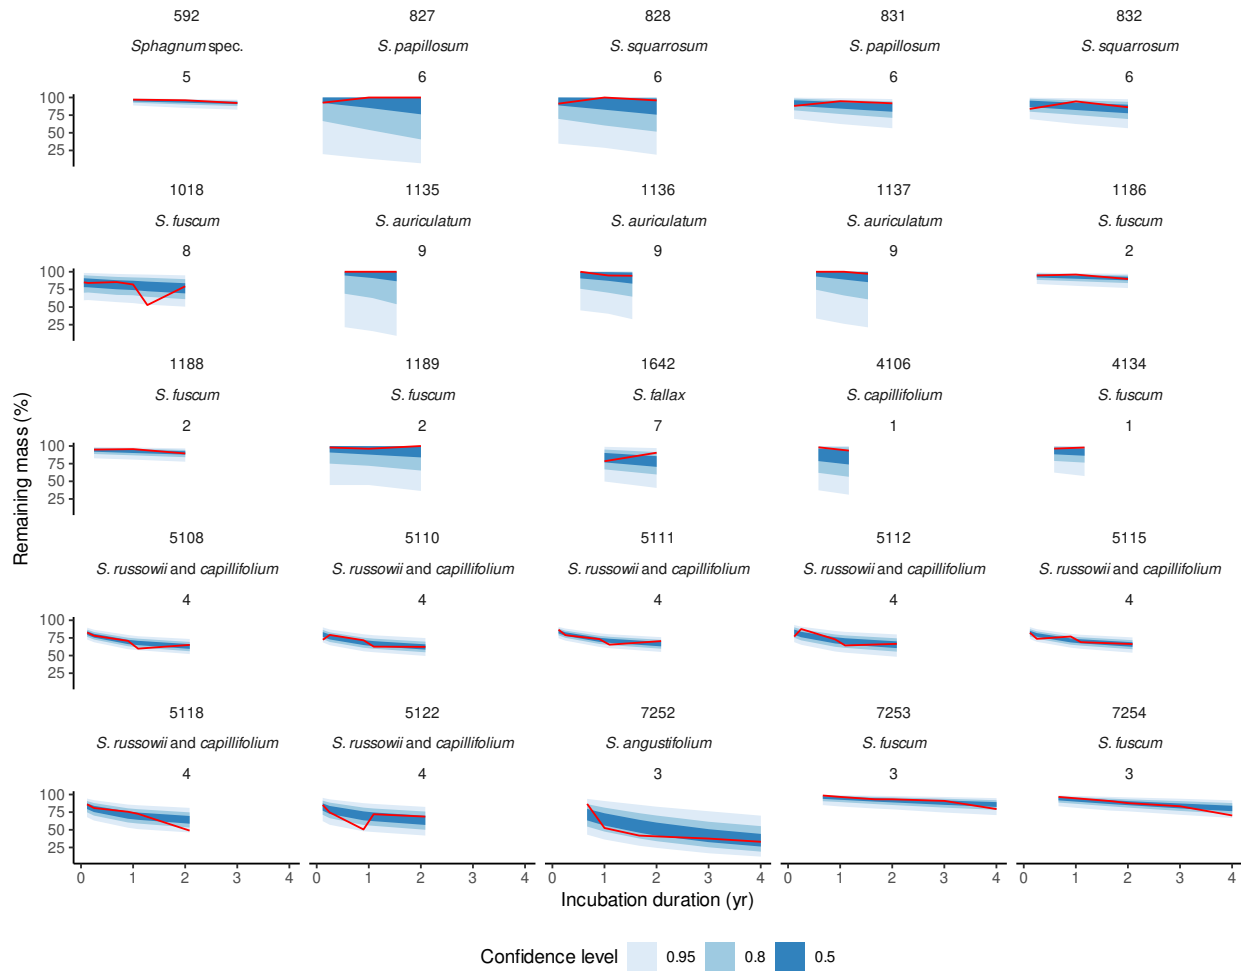 592 827 828 831 832
Sphagnum spec. S. papillosum S. squarrosum S. papillosum S. squarrosum
5 6 6 6 6
100
75
50
25
1018 1135 1136 1137 1186
S. fuscum S. auriculatum S. auriculatum S. auriculatum S. fuscum
8 9 9 9 2
100
75
50
25
1188 1189 1642 4106 4134
S. fuscum S. fuscum S. fallax S. capillifolium S. fuscum
2 2 7 1 1
100
75
50
25
Remaining mass (%)
5108 5110 5111 5112 5115
S. russowii and capillifolium S. russowii and capillifolium S. russowii and capillifolium S. russowii and capillifolium S. russowii and capillifolium
4 4 4 4 4
100
75
50
25
5118 5122 7252 7253 7254
S. russowii and capillifolium S. russowii and capillifolium S. angustifolium S. fuscum S. fuscum
4 4 3 3 3
100
75
50
25
0 1 2 3 4 0 1 2 3 4 0 1 2 3 4 0 1 2 3 4 0 1 2 3 4
Incubation duration (yr)
Confidence level 0.95 0.8 0.5